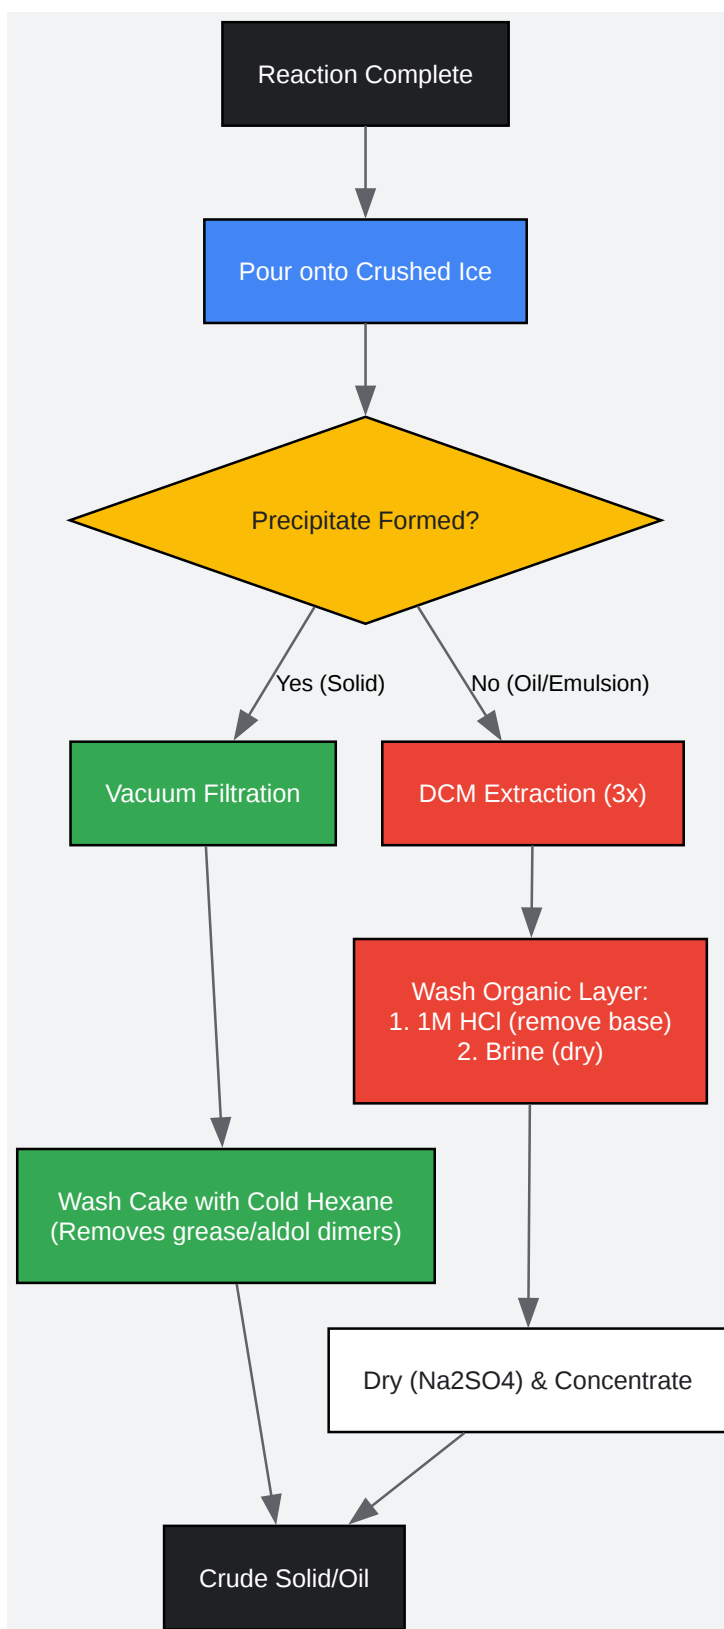 Reaction Complete
Pour onto Crushed Ice
Precipitate Formed?
Yes (Solid)
No (Oil/Emulsion)
Vacuum Filtration
DCM Extraction (3x)
Wash Organic Layer:
1. 1M HCl (remove base)
2. Brine (dry)
Wash Cake with Cold Hexane
(Removes grease/aldol dimers)
Dry (Na2SO4) & Concentrate
Crude Solid/Oil